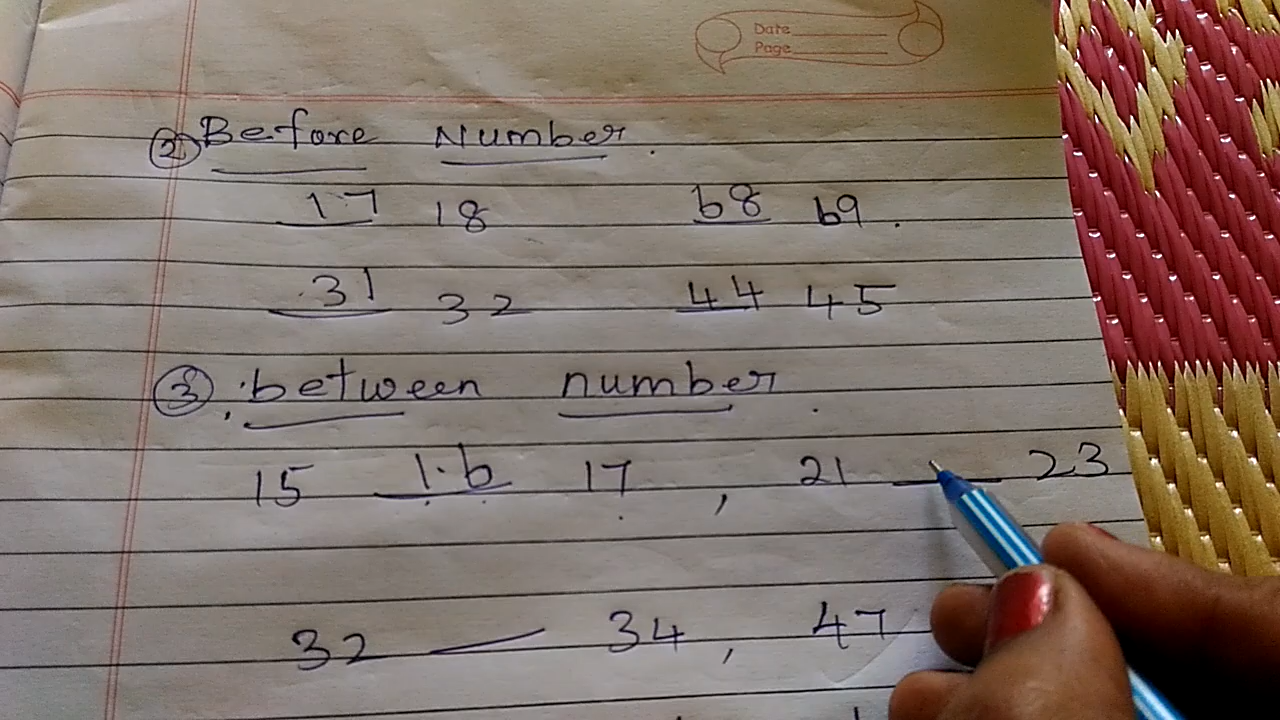 Date
Page
② Before Number.
17 18 68 69.
31 32 44 45
③ between number.
15 16 17, 21 __ 23
32 __ 34, 47